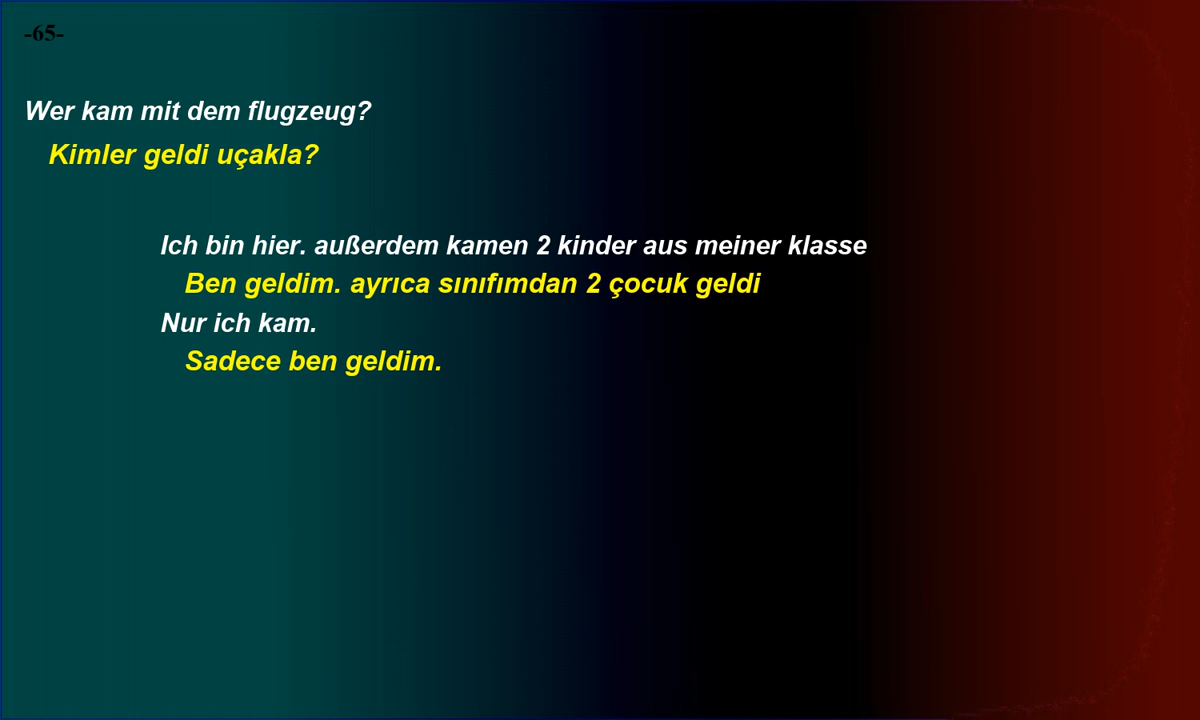 -65-
Wer kam mit dem flugzeug?
Kimler geldi uçakla?
Ich bin hier. außerdem kamen 2 kinder aus meiner klasse
Ben geldim. ayrıca sınıfımdan 2 çocuk geldi
Nur ich kam.
Sadece ben geldim.